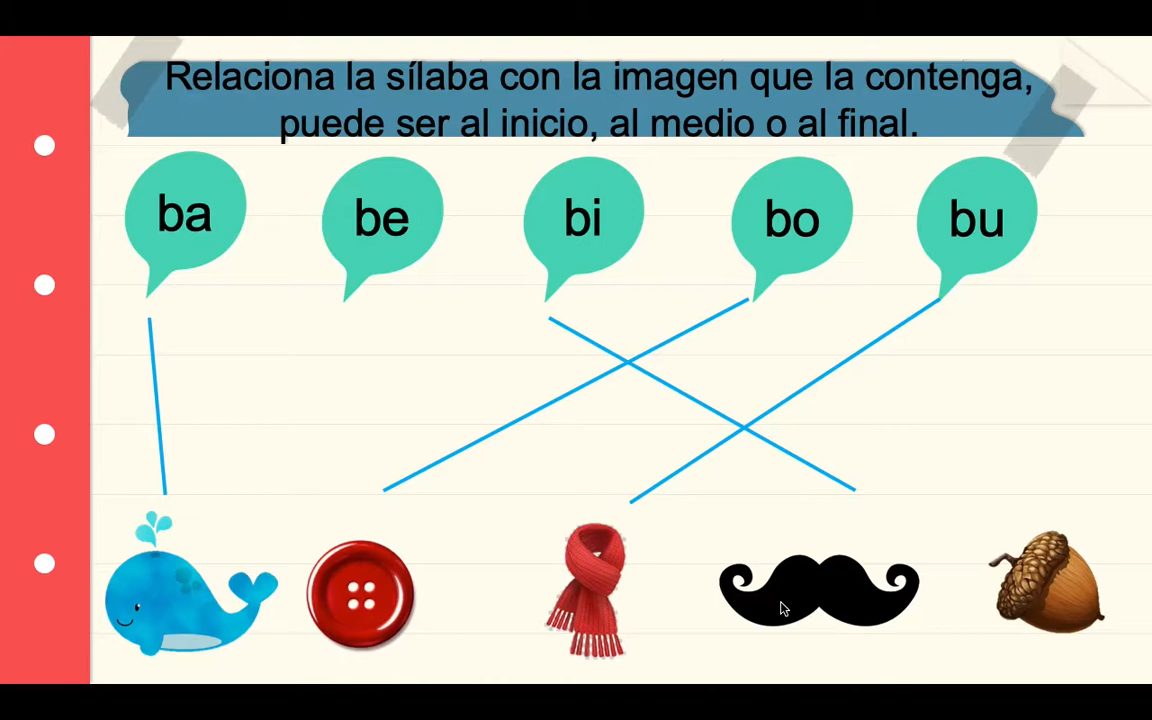 Relaciona la sílaba con la imagen que la contenga,
puede ser al inicio, al medio o al final.
ba be bi bo bu